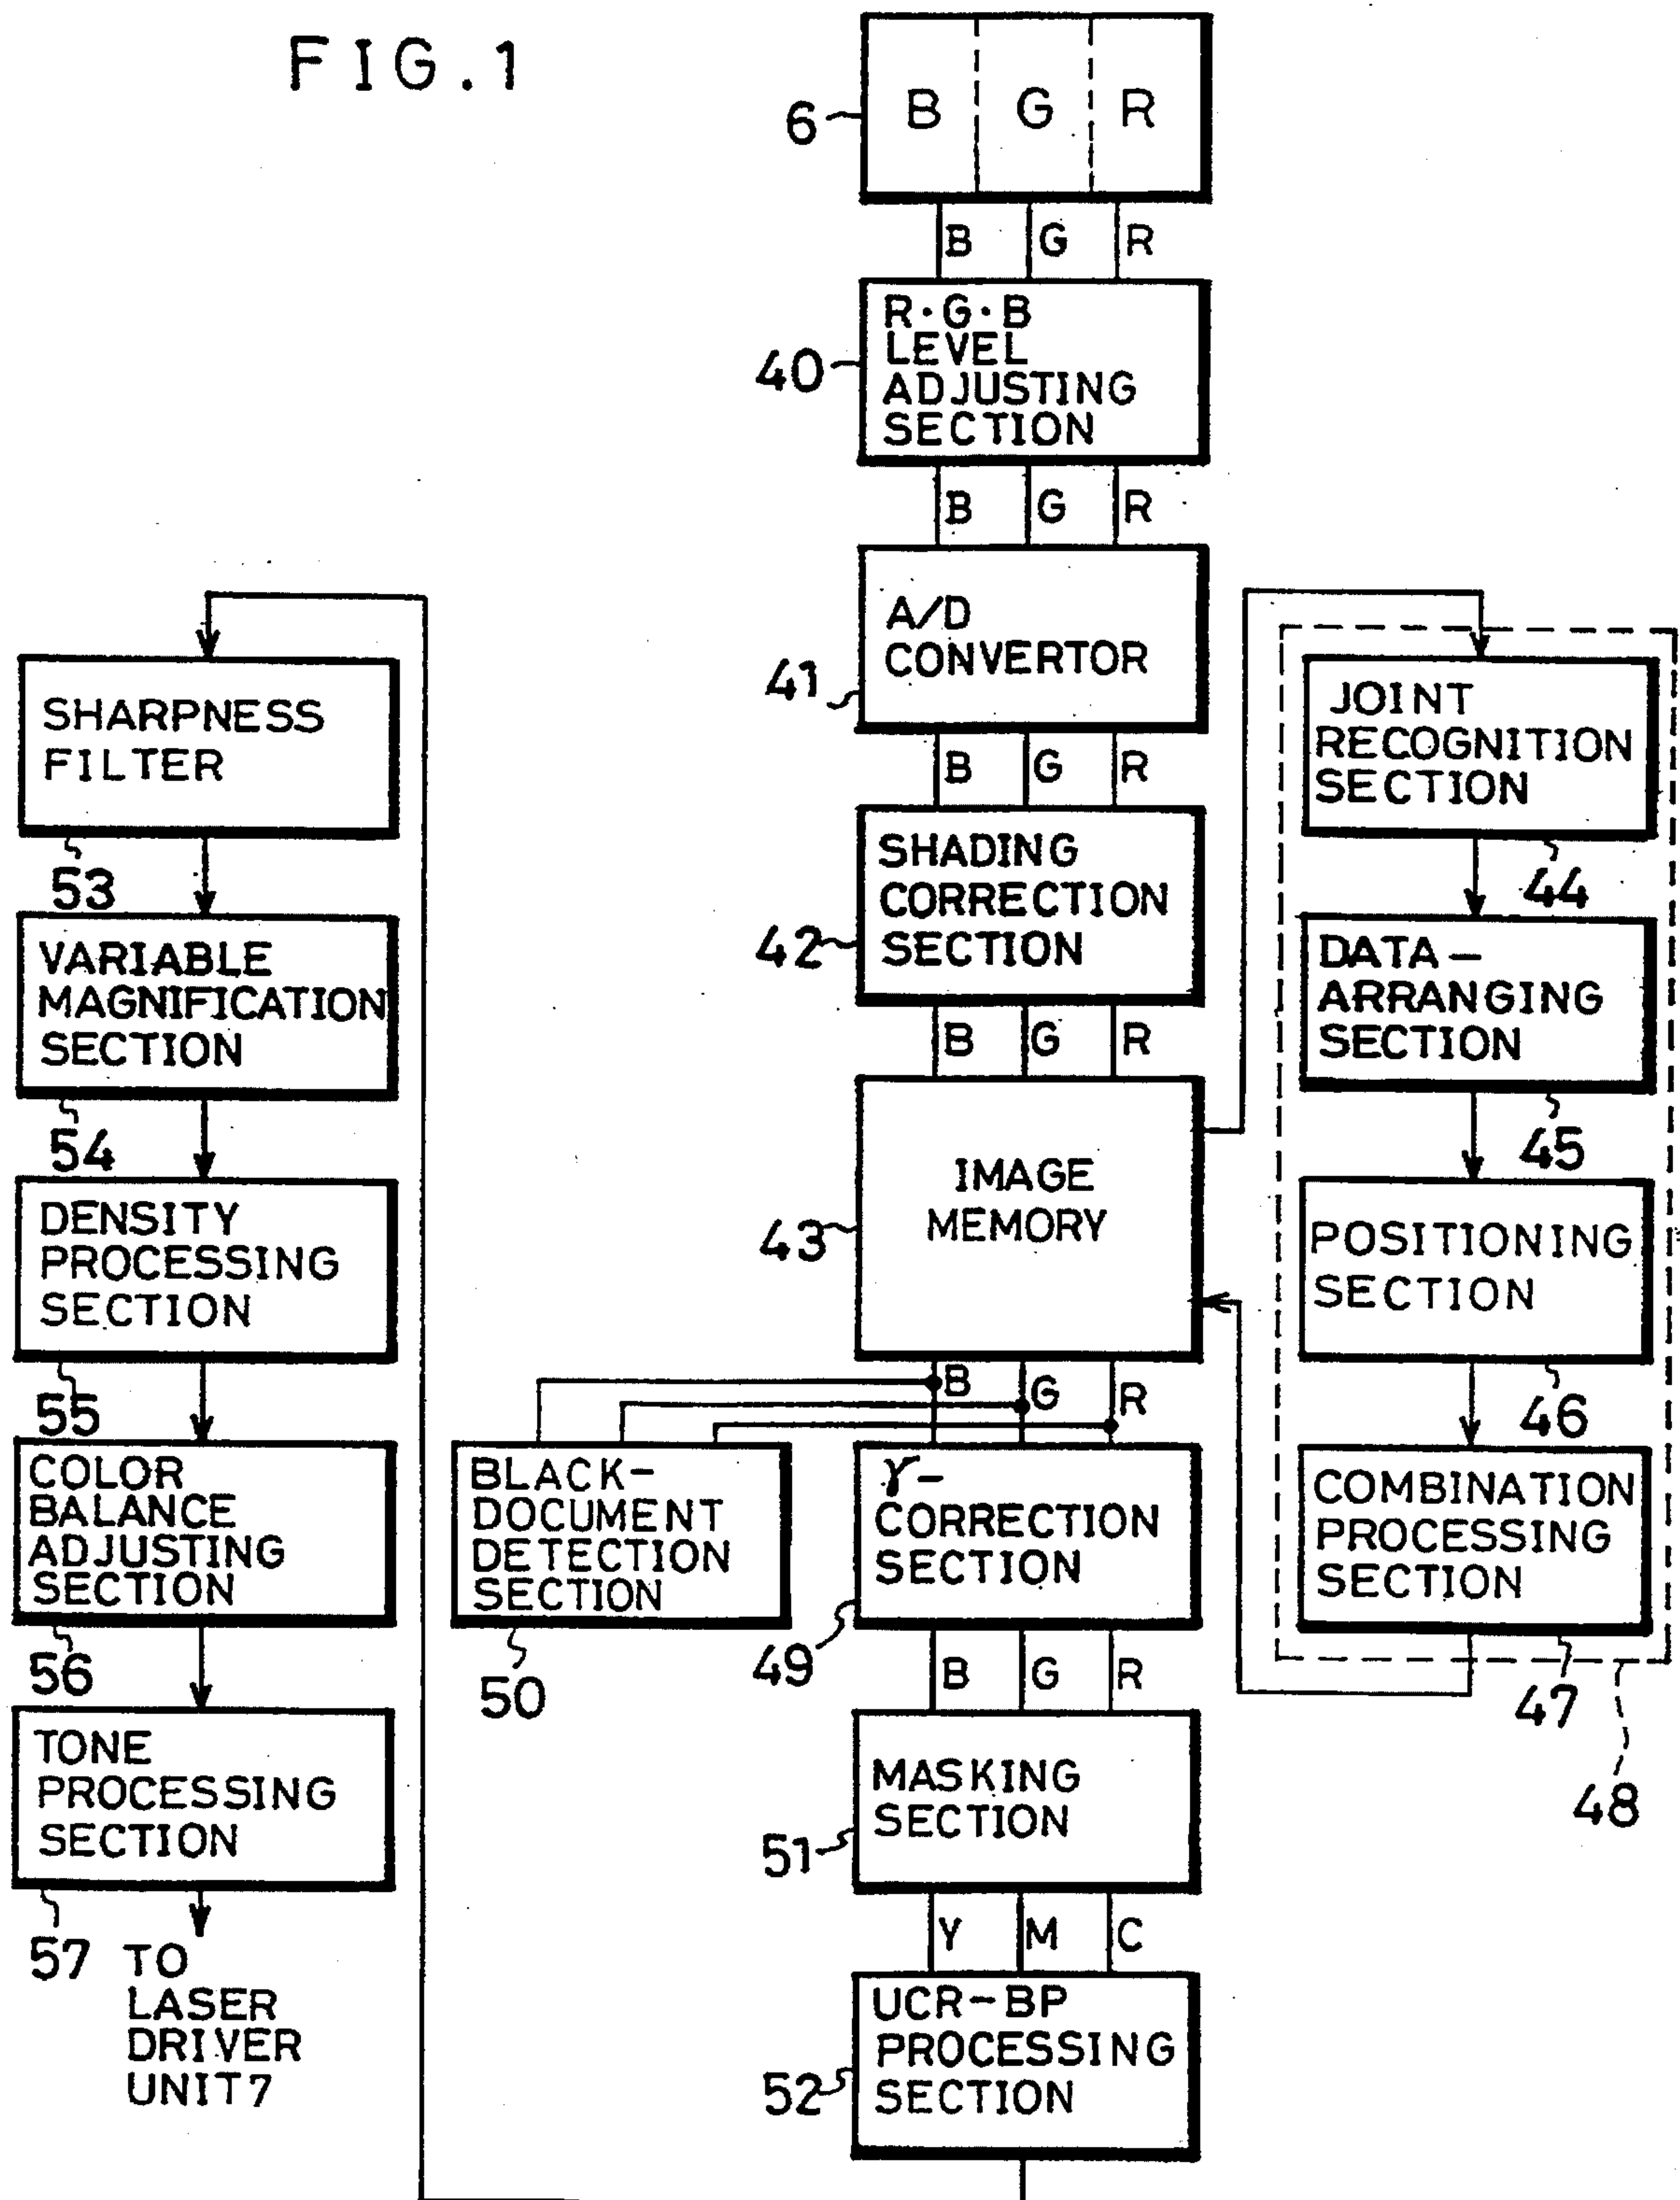 FIG.1
B G R
6
B G R
R·G·B
LEVEL
ADJUSTING
SECTION
40
B G R
A/D
CONVERTOR
41
B G R
SHADING
CORRECTION
SECTION
42
B G R
IMAGE
MEMORY
43
B G R
JOINT
RECOGNITION
SECTION
44
DATA-
ARRANGING
SECTION
45
POSITIONING
SECTION
46
COMBINATION
PROCESSING
SECTION
47
48
BLACK-
DOCUMENT
DETECTION
SECTION
50
γ-
CORRECTION
SECTION
49
B G R
MASKING
SECTION
51
Y M C
UCR-BP
PROCESSING
SECTION
52
SHARPNESS
FILTER
53
VARIABLE
MAGNIFICATION
SECTION
54
DENSITY
PROCESSING
SECTION
55
COLOR
BALANCE
ADJUSTING
SECTION
56
TONE
PROCESSING
SECTION
57
TO
LASER
DRIVER
UNIT7